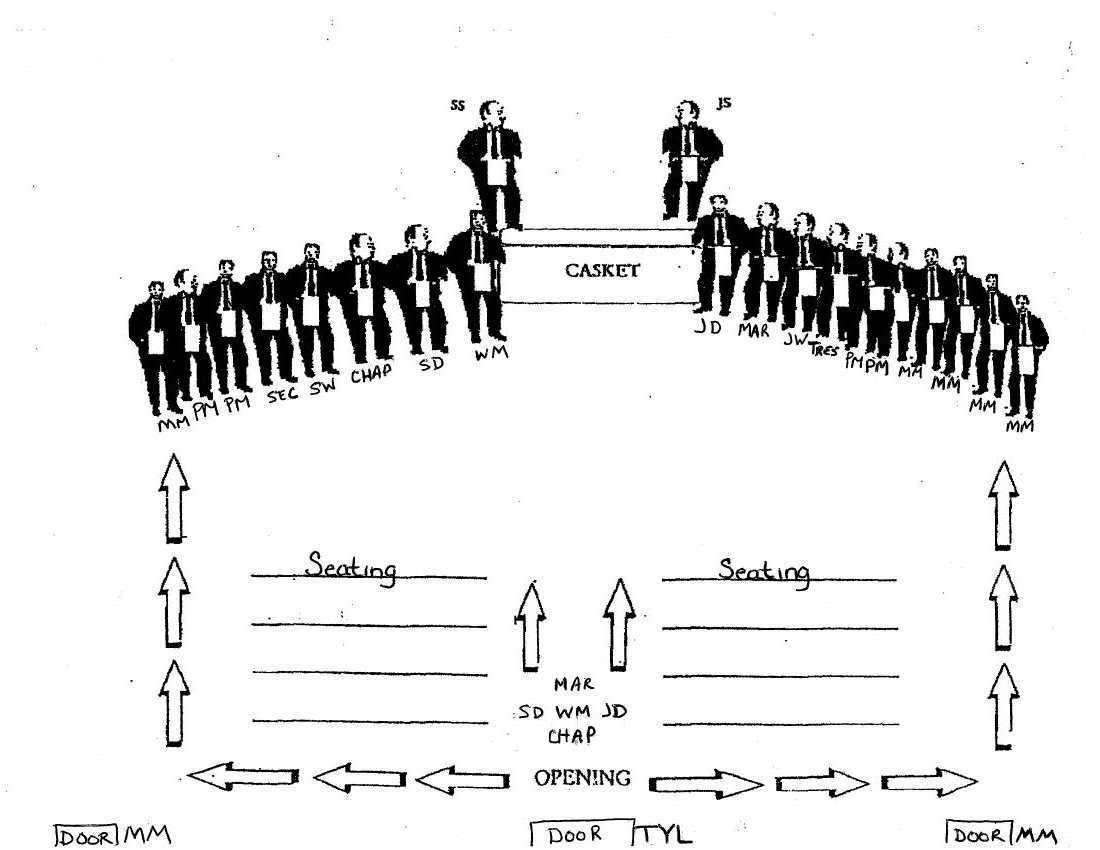 SS JS
CASKET
MM PM PM SEC SW CHAP SD WM JD MAR JW TRES PM PM MM MM MM MM
Seating Seating
MAR
SD WM JD
CHAP
OPENING
DOOR MM DOOR TYL DOOR MM